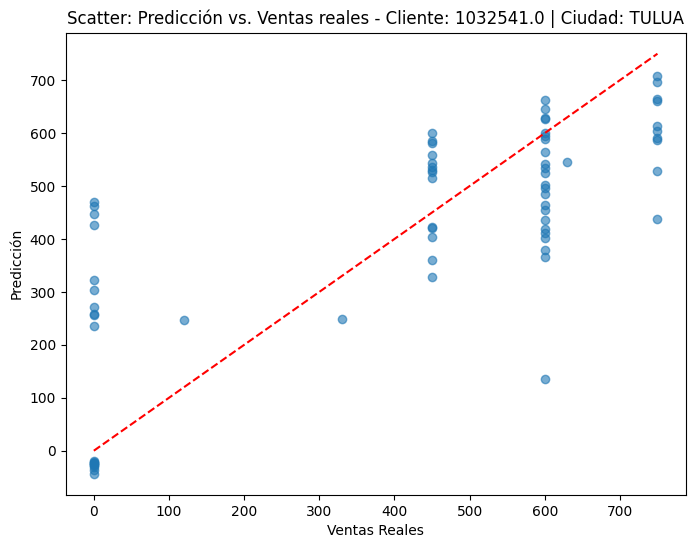 Scatter: Predicción vs. Ventas reales - Cliente: 1032541.0 | Ciudad: TULUA
700
600
500
400
300
200
100
0
Predicción
0 100 200 300 400 500 600 700
Ventas Reales